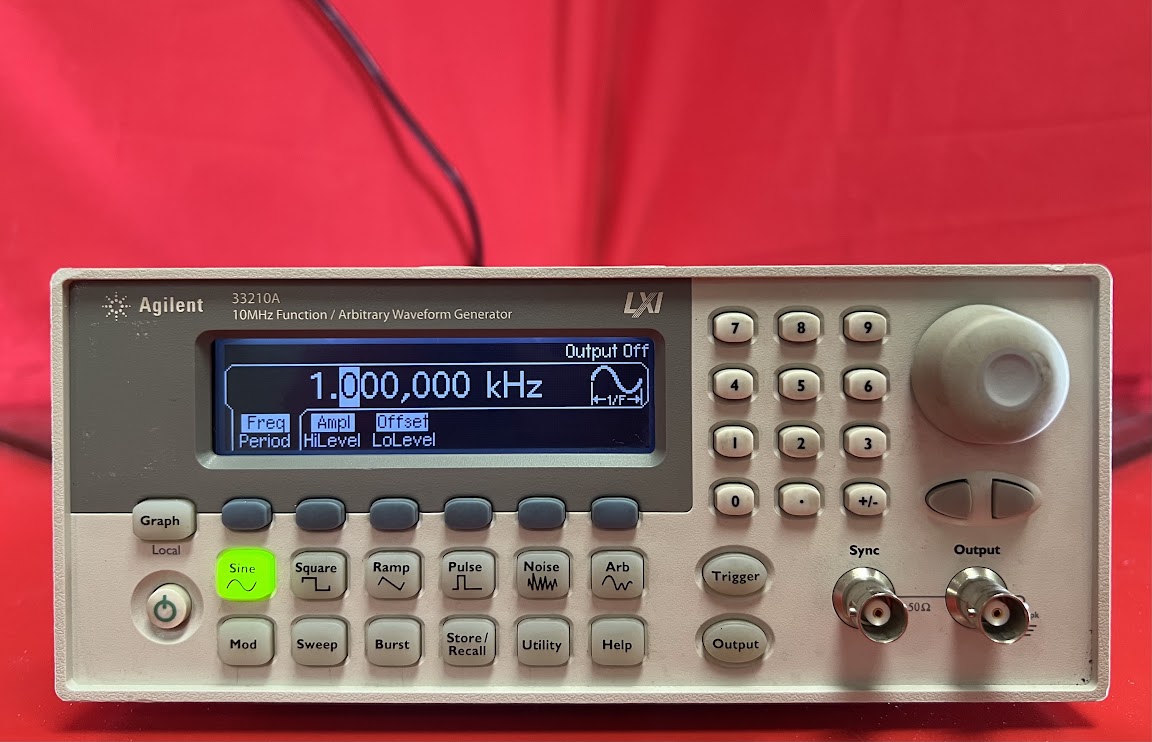 Agilent
33210A
10MHz Function / Arbitrary Waveform Generator
LXI
Output Off
1.000,000 kHz
1/F
Freq Ampl Offset
Period HiLevel LoLevel
7 8 9
4 5 6
1 2 3
0 . +/-
Graph
Local
Sine Square Ramp Pulse Noise Arb
Mod Sweep Burst Store/ Recall Utility Help
Trigger
Output
Sync Output
50Ω